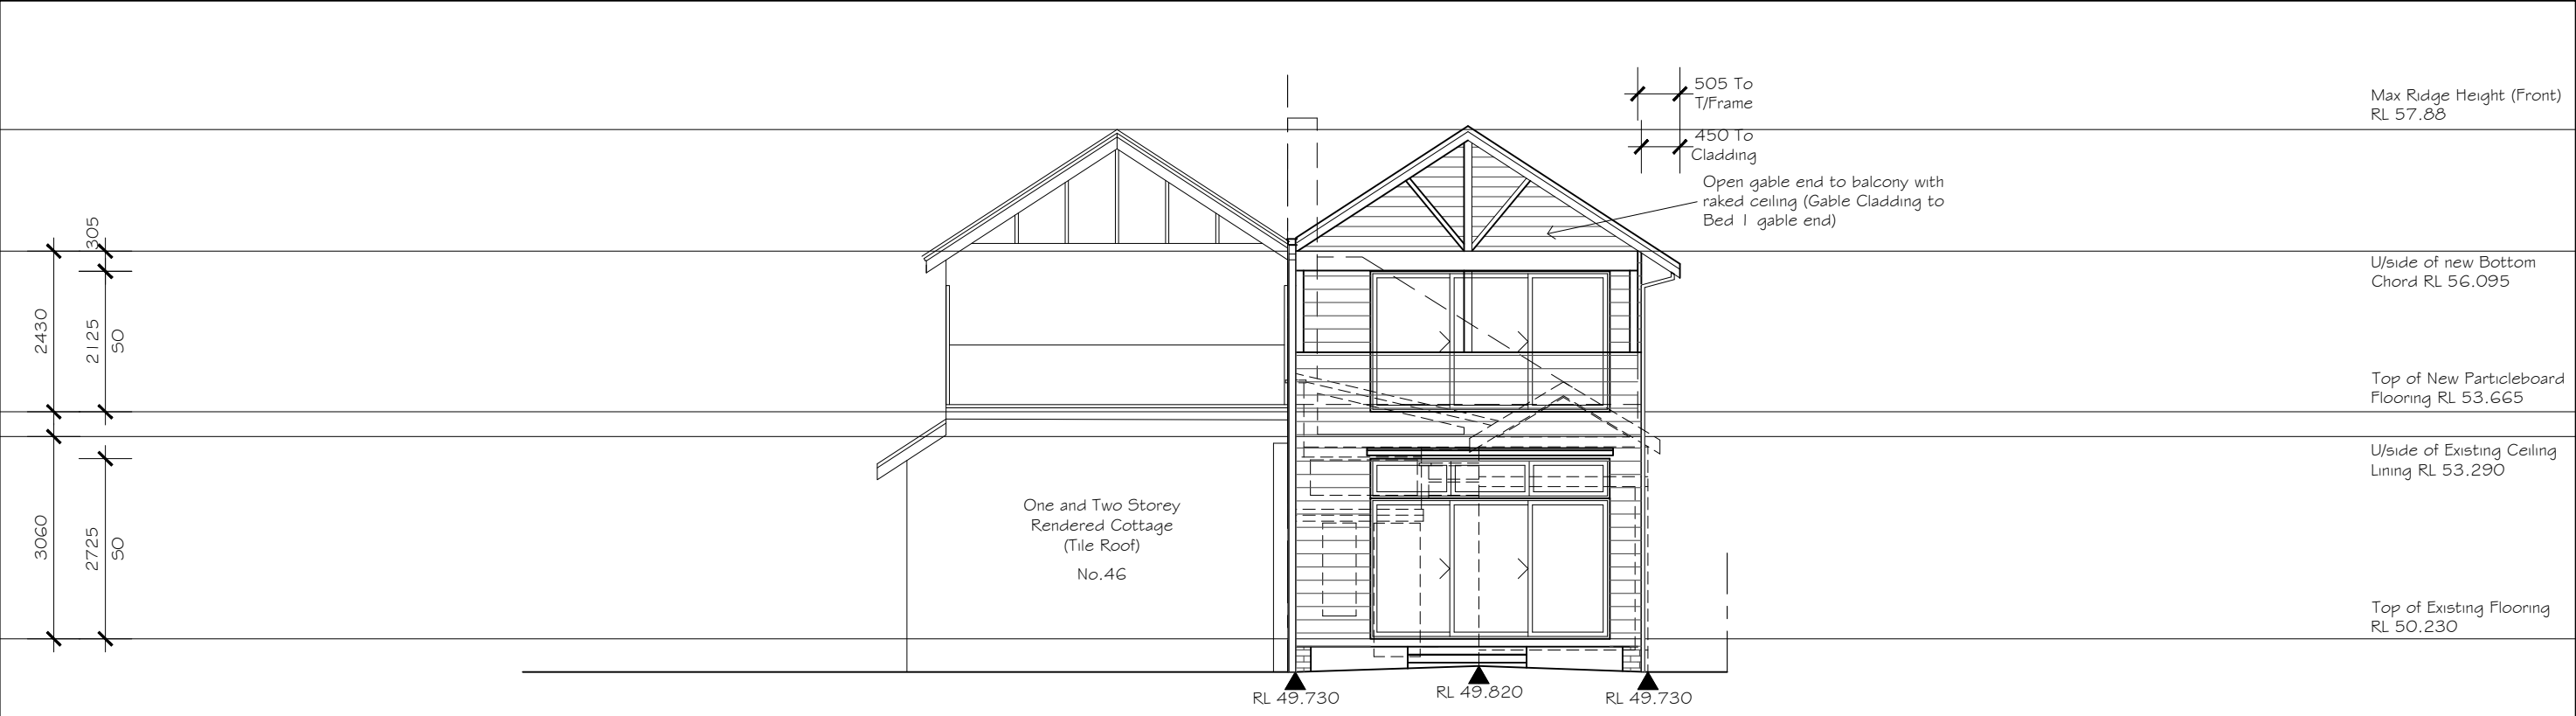 505 To
T/Frame
Max Ridge Height (Front)
RL 57.88
450 To
Cladding
Open gable end to balcony with
raked ceiling (Gable Cladding to
Bed 1 gable end)
305
U/side of new Bottom
Chord RL 56.095
2430
2125
50
Top of New Particleboard
Flooring RL 53.665
U/side of Existing Ceiling
Lining RL 53.290
One and Two Storey
Rendered Cottage
(Tile Roof)
No.46
3060
2725
50
Top of Existing Flooring
RL 50.230
RL 49.730
RL 49.820
RL 49.730